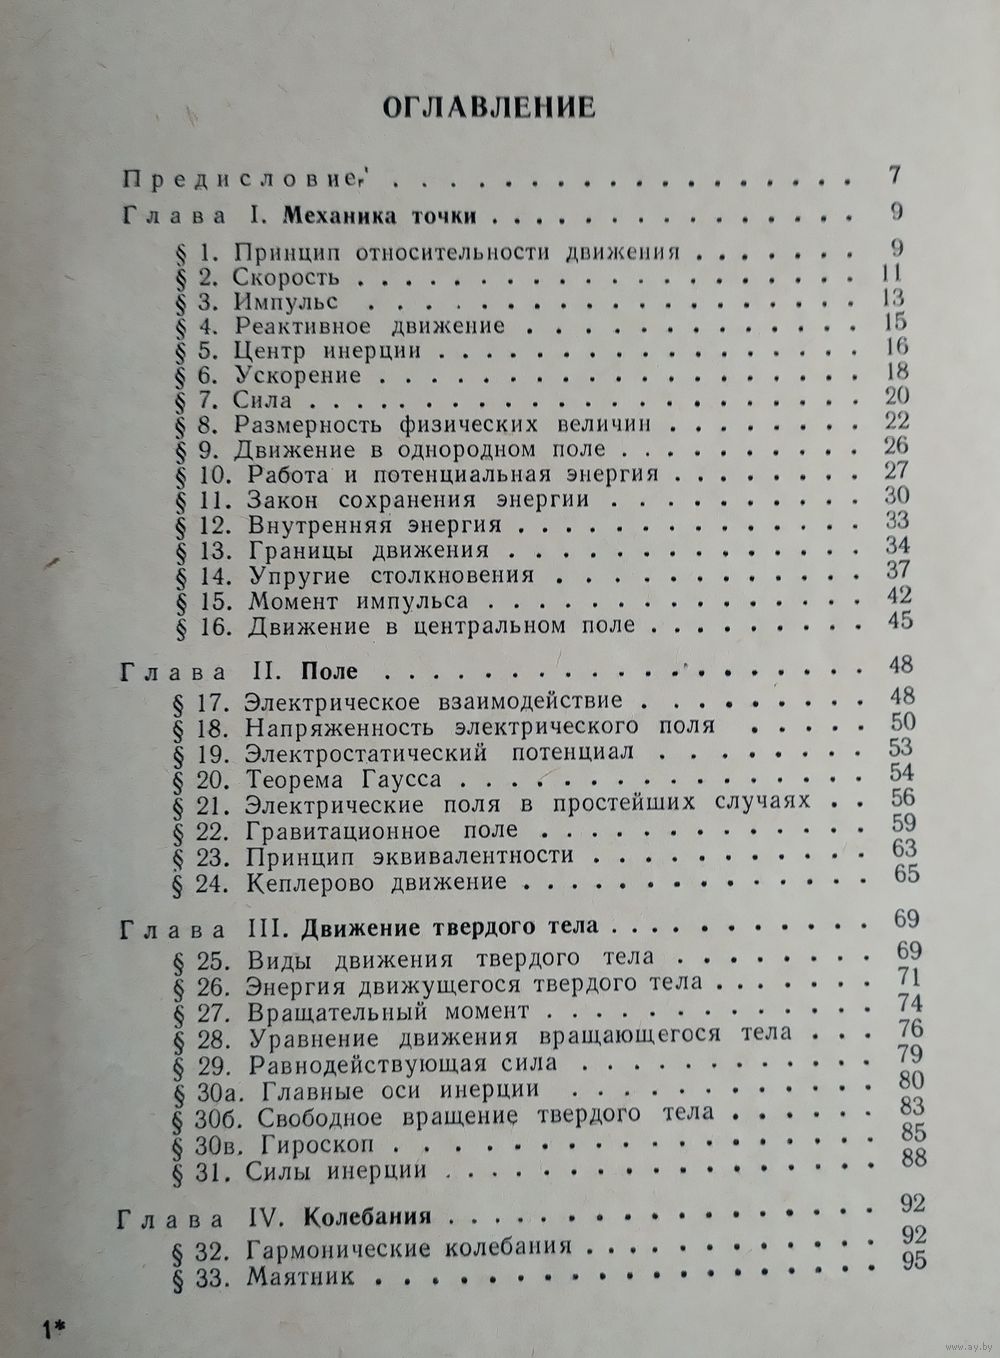 ОГЛАВЛЕНИЕ
Предисловие . . . . . . . . . . . . . . . . . . 7
Глава I. Механика точки . . . . . . . . . . . . . . . 9
§ 1. Принцип относительности движения . . . . . . . 9
§ 2. Скорость . . . . . . . . . . . . . . . . . . 11
§ 3. Импульс . . . . . . . . . . . . . . . . . . 13
§ 4. Реактивное движение . . . . . . . . . . . . . 15
§ 5. Центр инерции . . . . . . . . . . . . . . . . 16
§ 6. Ускорение . . . . . . . . . . . . . . . . . . 18
§ 7. Сила . . . . . . . . . . . . . . . . . . . . 20
§ 8. Размерность физических величин . . . . . . . . 22
§ 9. Движение в однородном поле . . . . . . . . . . 26
§ 10. Работа и потенциальная энергия . . . . . . . . 27
§ 11. Закон сохранения энергии . . . . . . . . . . 30
§ 12. Внутренняя энергия . . . . . . . . . . . . . 33
§ 13. Границы движения . . . . . . . . . . . . . . 34
§ 14. Упругие столкновения . . . . . . . . . . . . 37
§ 15. Момент импульса . . . . . . . . . . . . . . . 42
§ 16. Движение в центральном поле . . . . . . . . . 45
Глава II. Поле . . . . . . . . . . . . . . . . . . 48
§ 17. Электрическое взаимодействие . . . . . . . . . 48
§ 18. Напряженность электрического поля . . . . . 50
§ 19. Электростатический потенциал . . . . . . . . 53
§ 20. Теорема Гаусса . . . . . . . . . . . . . . . 54
§ 21. Электрические поля в простейших случаях . . 56
§ 22. Гравитационное поле . . . . . . . . . . . . . 59
§ 23. Принцип эквивалентности . . . . . . . . . . . 63
§ 24. Кеплерово движение . . . . . . . . . . . . . 65
Глава III. Движение твердого тела . . . . . . . . . . 69
§ 25. Виды движения твердого тела . . . . . . . . 69
§ 26. Энергия движущегося твердого тела . . . . . . . 71
§ 27. Вращательный момент . . . . . . . . . . . . 74
§ 28. Уравнение движения вращающегося тела . . . 76
§ 29. Равнодействующая сила . . . . . . . . . . . 79
§ 30а. Главные оси инерции . . . . . . . . . . . 80
§ 30б. Свободное вращение твердого тела . . . . . . 83
§ 30в. Гироскоп . . . . . . . . . . . . . . . . . 85
§ 31. Силы инерции . . . . . . . . . . . . . . . . 88
Глава IV. Колебания . . . . . . . . . . . . . . . . 92
§ 32. Гармонические колебания . . . . . . . . . . . 92
§ 33. Маятник . . . . . . . . . . . . . . . . . . 95
1*
www.ay.by